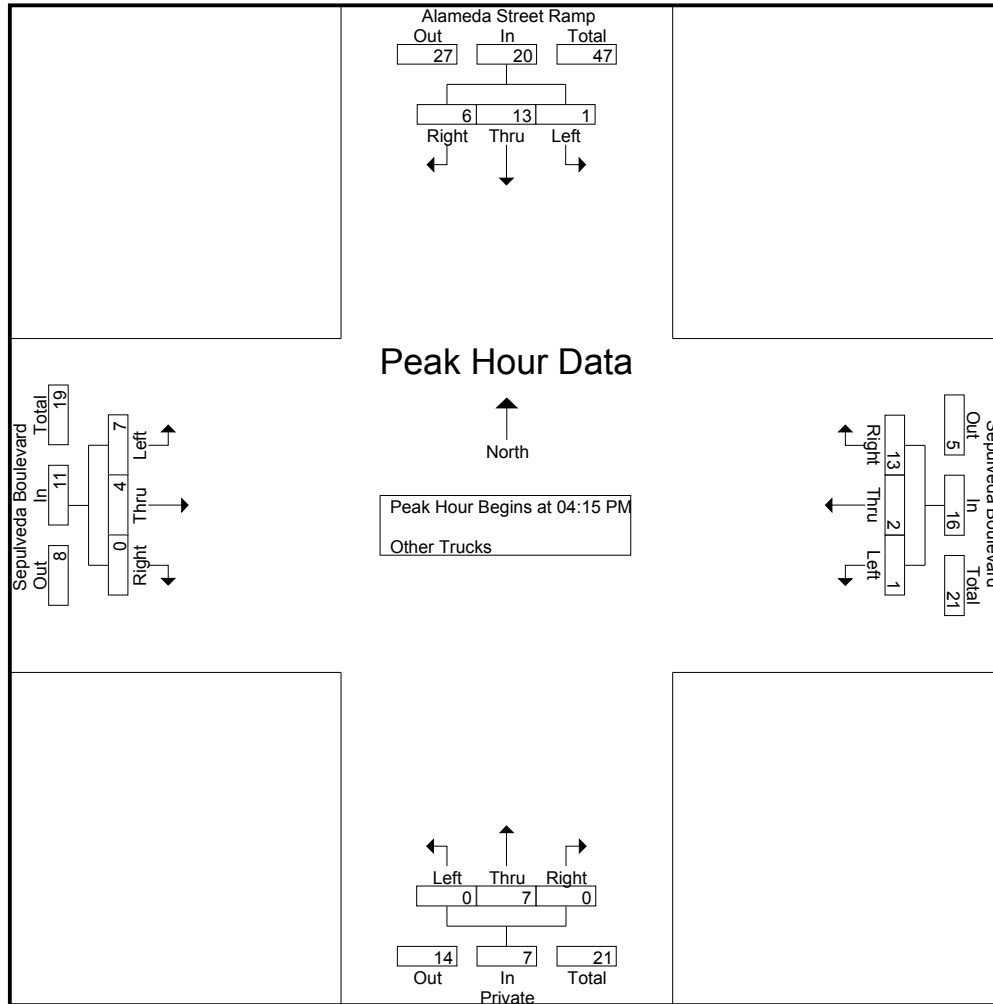 Alameda Street Ramp
Out In Total
27 20 47
6 13 1
Right Thru Left
Peak Hour Data
North
Peak Hour Begins at 04:15 PM
Other Trucks
Sepulveda Boulevard
Out In Total
8 11 19
Left Thru Right
7 4 0
Sepulveda Boulevard
Out In Total
5 16 21
Right Thru Left
13 2 1
Left Thru Right
0 7 0
14 7 21
Out In Total
Private